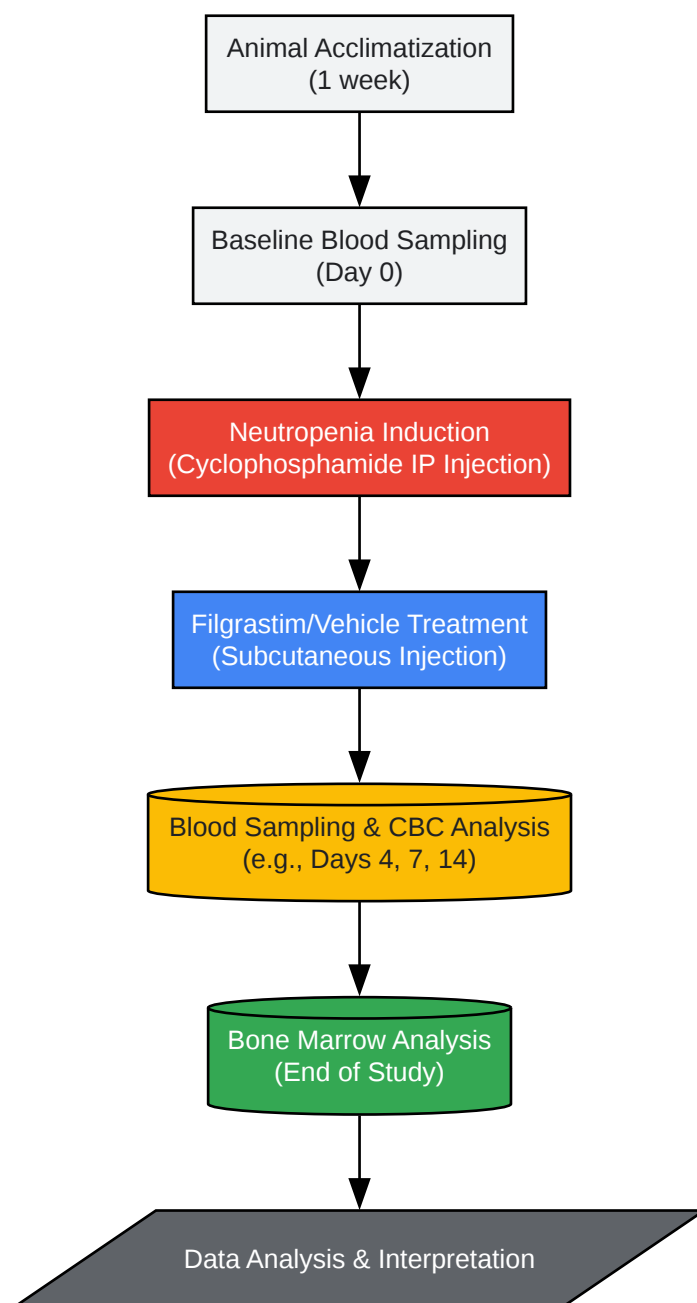 Animal Acclimatization
(1 week)
Baseline Blood Sampling
(Day 0)
Neutropenia Induction
(Cyclophosphamide IP Injection)
Filgrastim/Vehicle Treatment
(Subcutaneous Injection)
Blood Sampling & CBC Analysis
(e.g., Days 4, 7, 14)
Bone Marrow Analysis
(End of Study)
Data Analysis & Interpretation